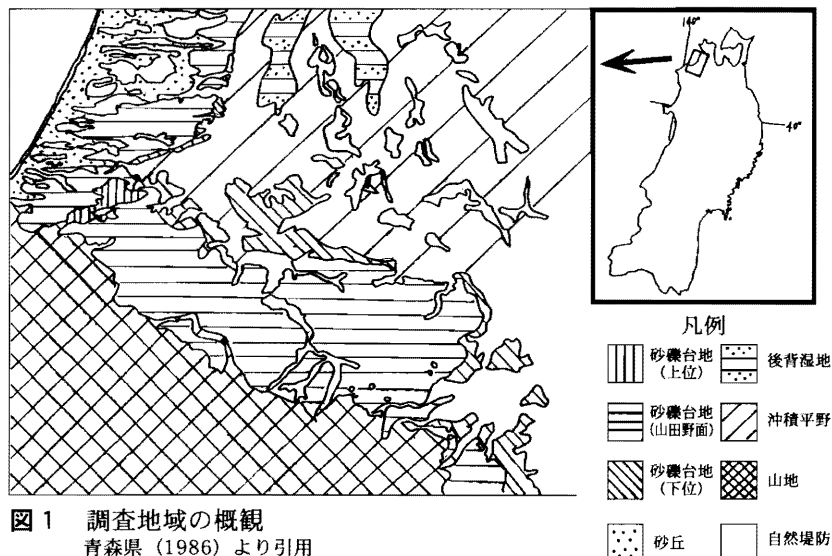 140°
40°
凡例
砂礫台地
(上位)
後背湿地
砂礫台地
(山田野面)
沖積平野
砂礫台地
(下位)
山地
砂丘
自然堤防
図1 調査地域の概観
青森県 (1986) より引用